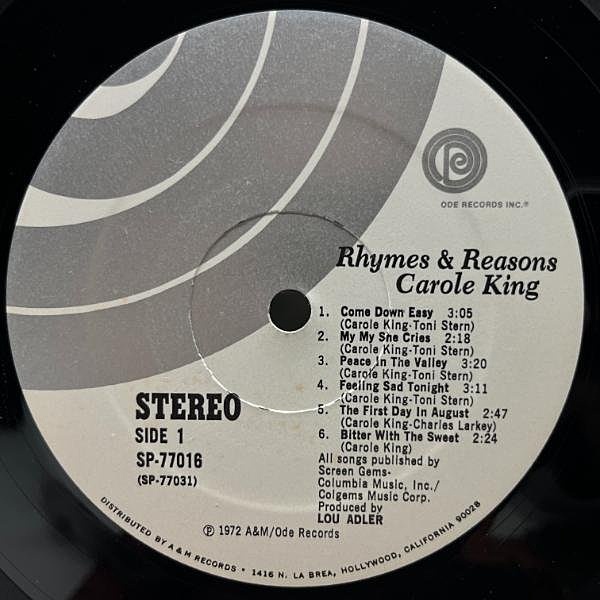 ODE RECORDS INC.®
Rhymes & Reasons
Carole King
1. Come Down Easy 3:05
(Carole King-Toni Stern)
2. My My She Cries 2:18
(Carole King-Toni Stern)
3. Peace In The Valley 3:20
(Carole King-Toni Stern)
4. Feeling Sad Tonight 3:11
(Carole King-Toni Stern)
5. The First Day In August 2:47
(Carole King-Charles Larkey)
6. Bitter With The Sweet 2:24
(Carole King)
All songs published by
Screen Gems-
Columbia Music, Inc./
Colgems Music Corp.
Produced by
LOU ADLER
STEREO
SIDE 1
SP-77016
(SP-77031)
℗ 1972 A&M/Ode Records
DISTRIBUTED BY A & M RECORDS • 1416 N. LA BREA, HOLLYWOOD, CALIFORNIA 90028